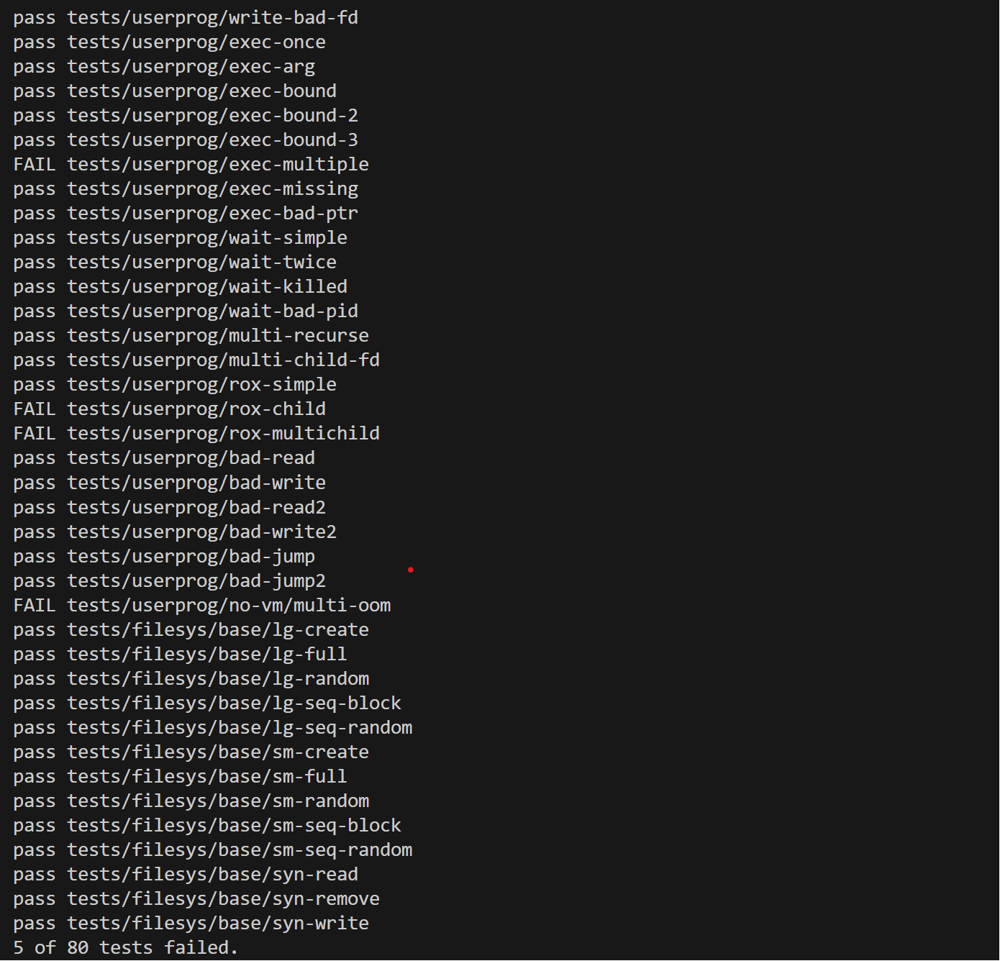 pass tests/userprog/write-bad-fd
pass tests/userprog/exec-once
pass tests/userprog/exec-arg
pass tests/userprog/exec-bound
pass tests/userprog/exec-bound-2
pass tests/userprog/exec-bound-3
FAIL tests/userprog/exec-multiple
pass tests/userprog/exec-missing
pass tests/userprog/exec-bad-ptr
pass tests/userprog/wait-simple
pass tests/userprog/wait-twice
pass tests/userprog/wait-killed
pass tests/userprog/wait-bad-pid
pass tests/userprog/multi-recurse
pass tests/userprog/multi-child-fd
pass tests/userprog/rox-simple
FAIL tests/userprog/rox-child
FAIL tests/userprog/rox-multichild
pass tests/userprog/bad-read
pass tests/userprog/bad-write
pass tests/userprog/bad-read2
pass tests/userprog/bad-write2
pass tests/userprog/bad-jump
pass tests/userprog/bad-jump2
FAIL tests/userprog/no-vm/multi-oom
pass tests/filesys/base/lg-create
pass tests/filesys/base/lg-full
pass tests/filesys/base/lg-random
pass tests/filesys/base/lg-seq-block
pass tests/filesys/base/lg-seq-random
pass tests/filesys/base/sm-create
pass tests/filesys/base/sm-full
pass tests/filesys/base/sm-random
pass tests/filesys/base/sm-seq-block
pass tests/filesys/base/sm-seq-random
pass tests/filesys/base/syn-read
pass tests/filesys/base/syn-remove
pass tests/filesys/base/syn-write
5 of 80 tests failed.